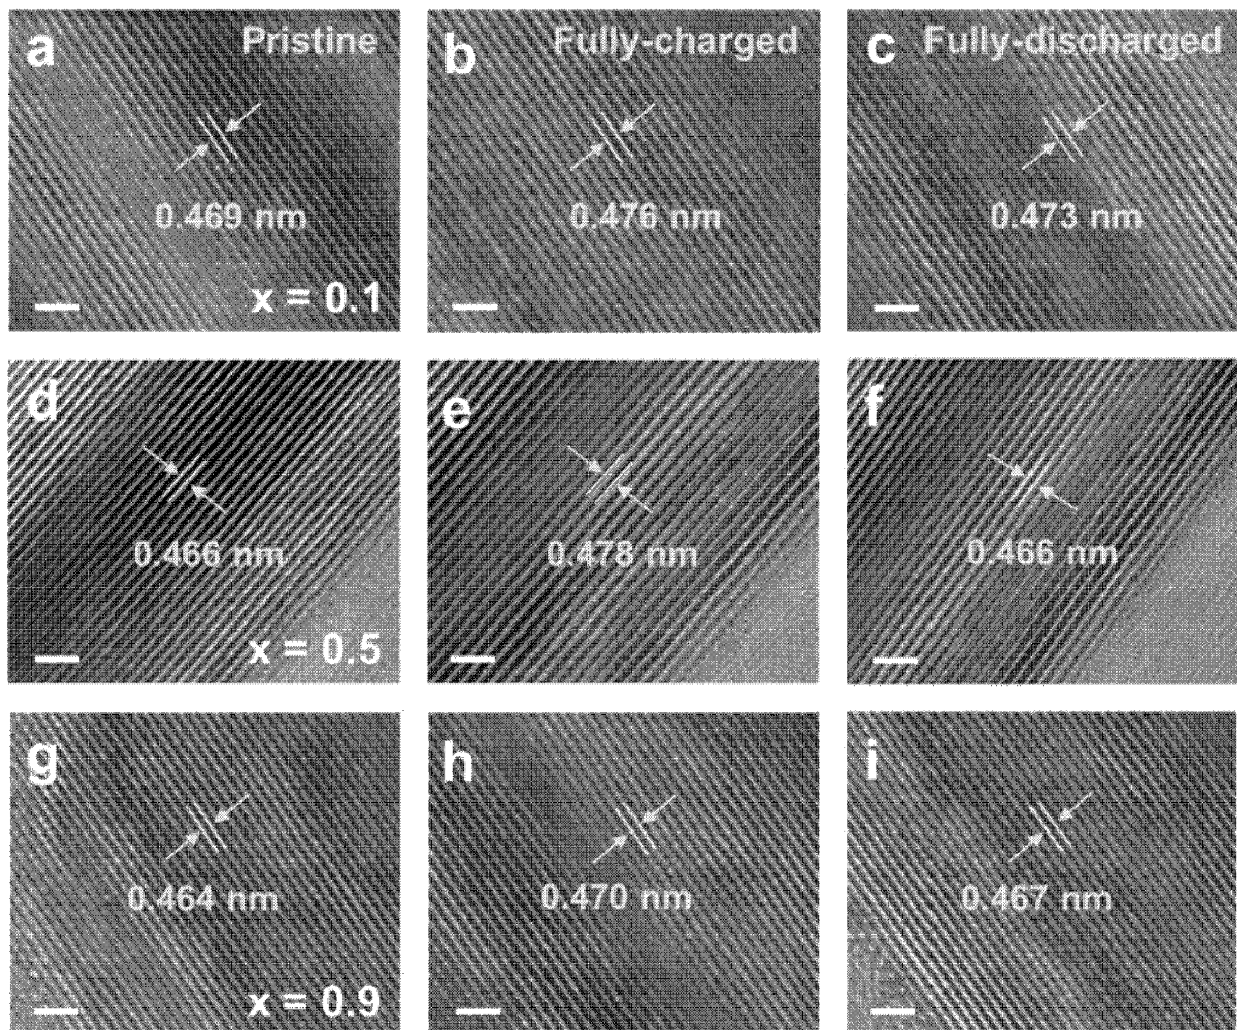 a Pristine
b Fully-charged
c Fully-discharged
0.469 nm
0.476 nm
0.473 nm
x = 0.1
d
e
f
0.466 nm
0.478 nm
0.466 nm
x = 0.5
g
h
i
0.464 nm
0.470 nm
0.467 nm
x = 0.9